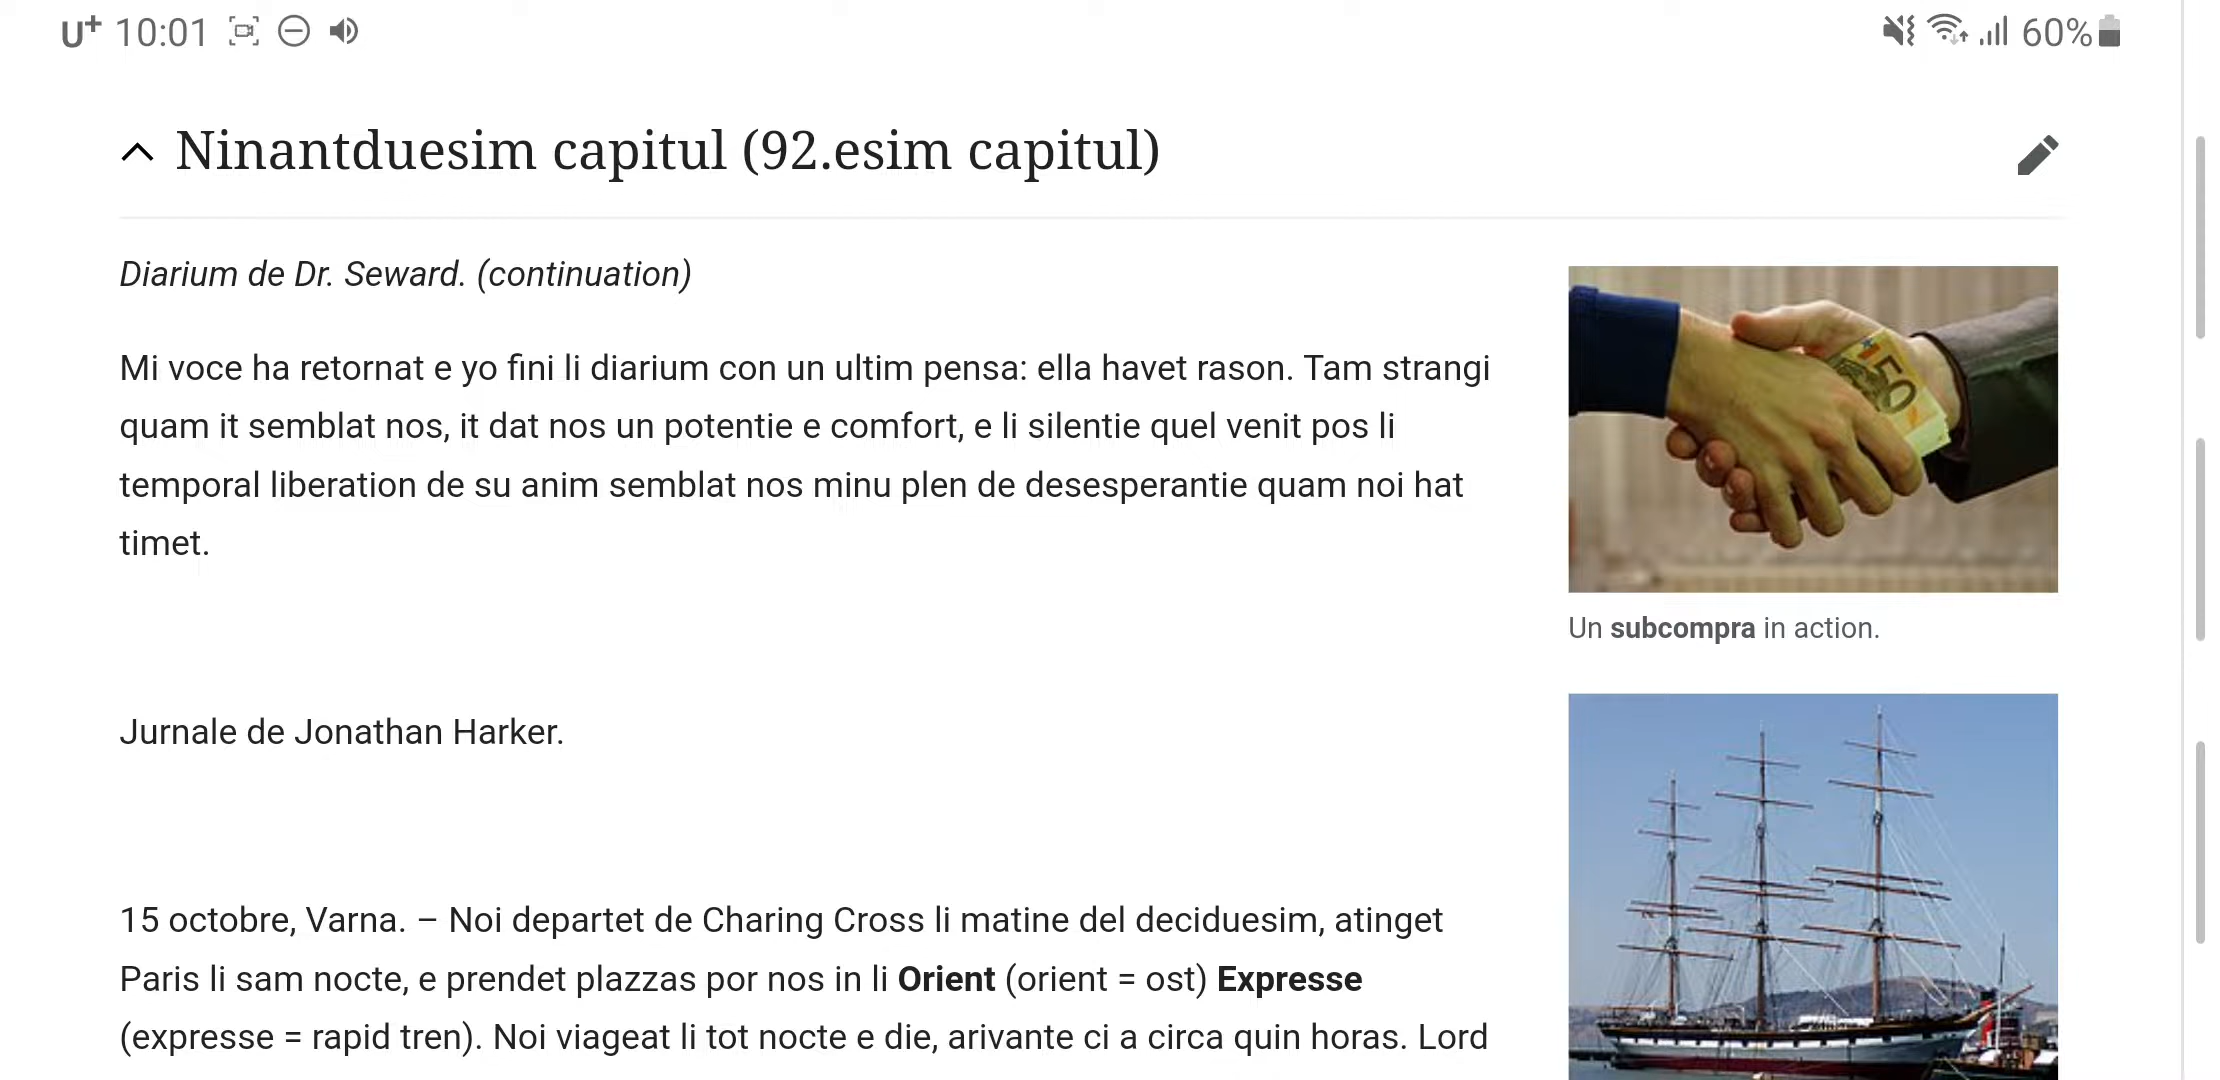 U+ 10:01
60%
Ninantduesim capitul (92.esim capitul)
Diarium de Dr. Seward. (continuation)
Mi voce ha retornat e yo fini li diarium con un ultim pensa: ella havet rason. Tam strangi
quam it semblat nos, it dat nos un potentie e comfort, e li silentie quel venit pos li
temporal liberation de su anim semblat nos minu plen de desesperantie quam noi hat
timet.
50
Un subcompra in action.
Jurnale de Jonathan Harker.
15 octobre, Varna. – Noi departet de Charing Cross li matine del deciduesim, atinget
Paris li sam nocte, e prendet plazzas por nos in li Orient (orient = ost) Expresse
(expresse = rapid tren). Noi viageat li tot nocte e die, arivante ci a circa quin horas. Lord